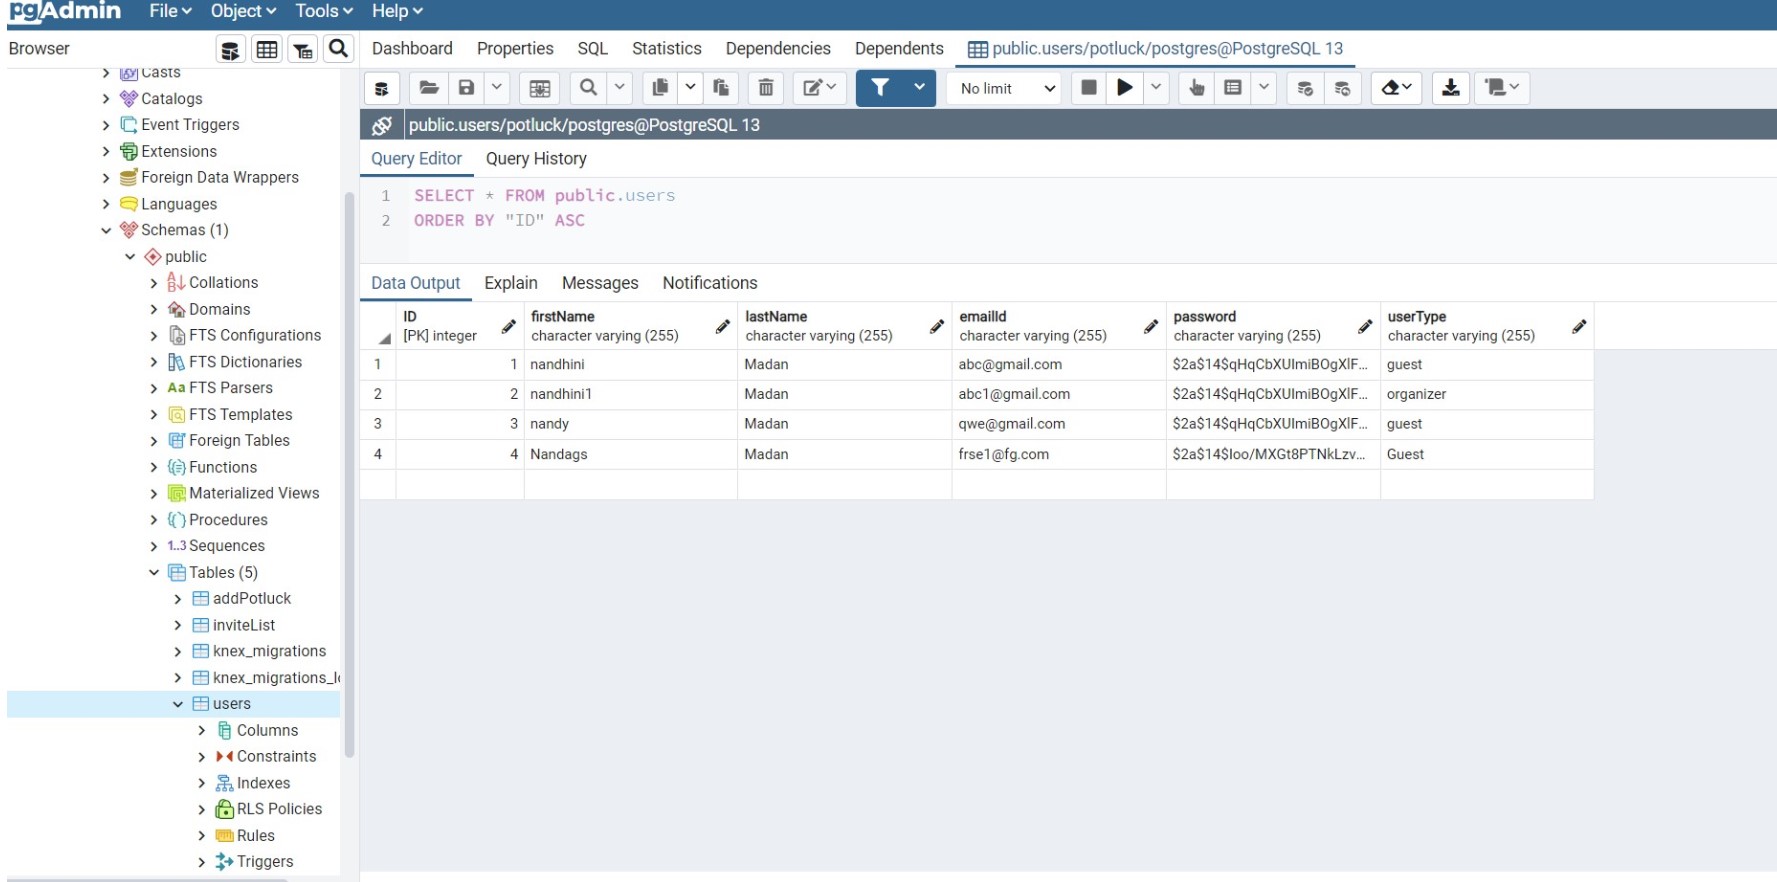 pgAdmin File Object Tools Help
Browser
Dashboard Properties SQL Statistics Dependencies Dependents public.users/potluck/postgres@PostgreSQL 13
Casts
Catalogs
Event Triggers
Extensions
Foreign Data Wrappers
Languages
Schemas (1)
public
Collations
Domains
FTS Configurations
FTS Dictionaries
Aa FTS Parsers
FTS Templates
Foreign Tables
Functions
Materialized Views
Procedures
1..3 Sequences
Tables (5)
addPotluck
inviteList
knex_migrations
knex_migrations_l
users
Columns
Constraints
Indexes
RLS Policies
Rules
Triggers
No limit
public.users/potluck/postgres@PostgreSQL 13
Query Editor Query History
1 SELECT * FROM public.users
2 ORDER BY "ID" ASC
Data Output Explain Messages Notifications
ID firstName lastName emailId password userType
[PK] integer character varying (255) character varying (255) character varying (255) character varying (255) character varying (255)
1 1 nandhini Madan abc@gmail.com $2a$14$qHqCbXUImiBOgXlF... guest
2 2 nandhini1 Madan abc1@gmail.com $2a$14$qHqCbXUImiBOgXlF... organizer
3 3 nandy Madan qwe@gmail.com $2a$14$qHqCbXUImiBOgXlF... guest
4 4 Nandags Madan frse1@fg.com $2a$14$Ioo/MXGt8PTNkLzv... Guest